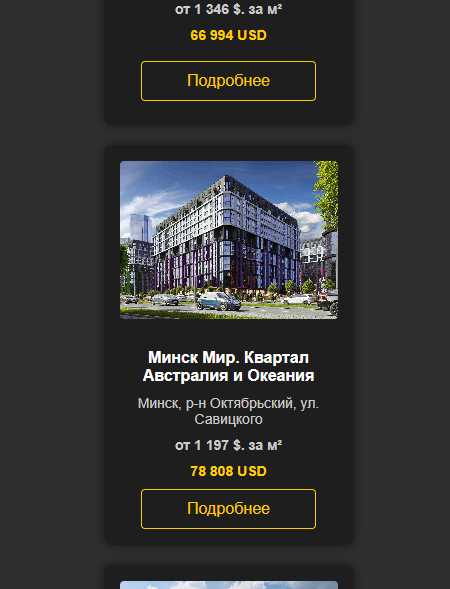 от 1 346 $. за м²
66 994 USD
Подробнее
Минск Мир. Квартал
Австралия и Океания
Минск, р-н Октябрьский, ул.
Савицкого
от 1 197 $. за м²
78 808 USD
Подробнее